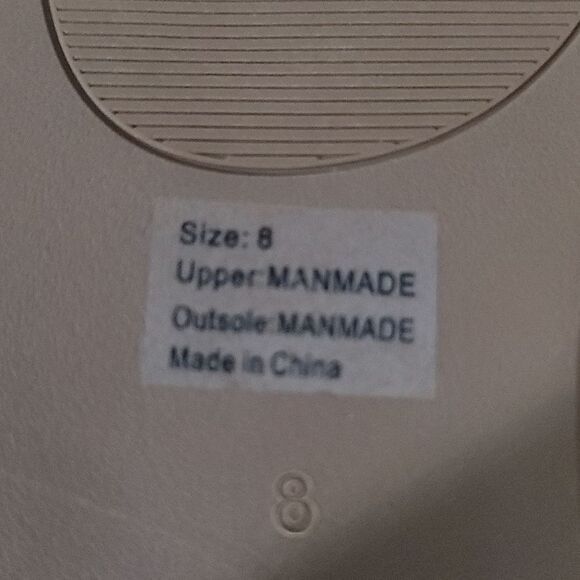 Size: 8
Upper:MANMADE
Outsole:MANMADE
Made in China
8